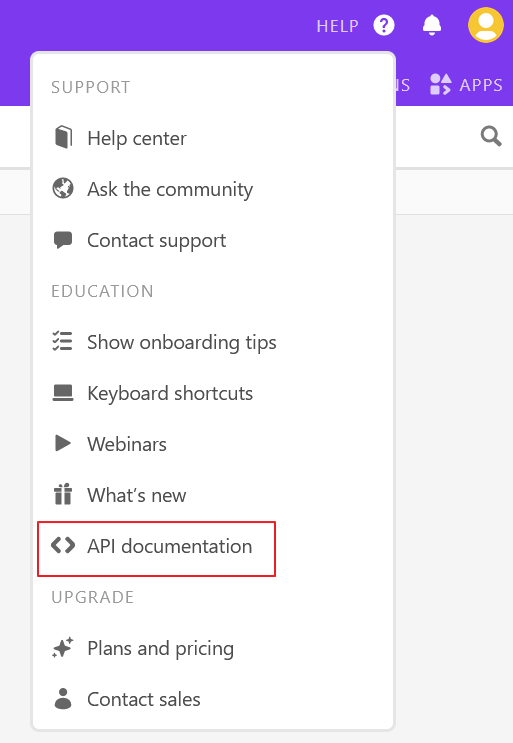 HELP
APPS
SUPPORT
Help center
Ask the community
Contact support
EDUCATION
Show onboarding tips
Keyboard shortcuts
Webinars
What's new
API documentation
UPGRADE
Plans and pricing
Contact sales